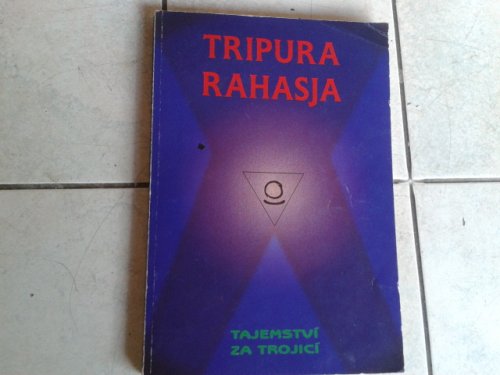 TRIPURA
RAHASJA
TAJEMSTVÍ
ZA TROJICÍ